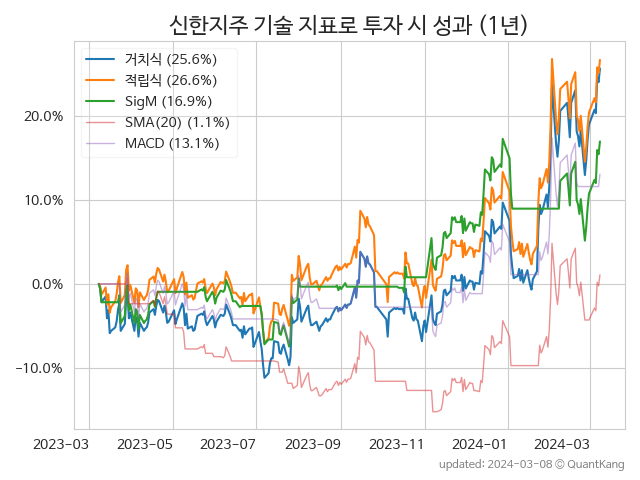 신한지주 기술 지표로 투자 시 성과 (1년)
거치식 (25.6%)
적립식 (26.6%)
SigM (16.9%)
SMA(20) (1.1%)
MACD (13.1%)
20.0%
10.0%
0.0%
−10.0%
2023-03 2023-05 2023-07 2023-09 2023-11 2024-01 2024-03
updated: 2024-03-08 © QuantKang